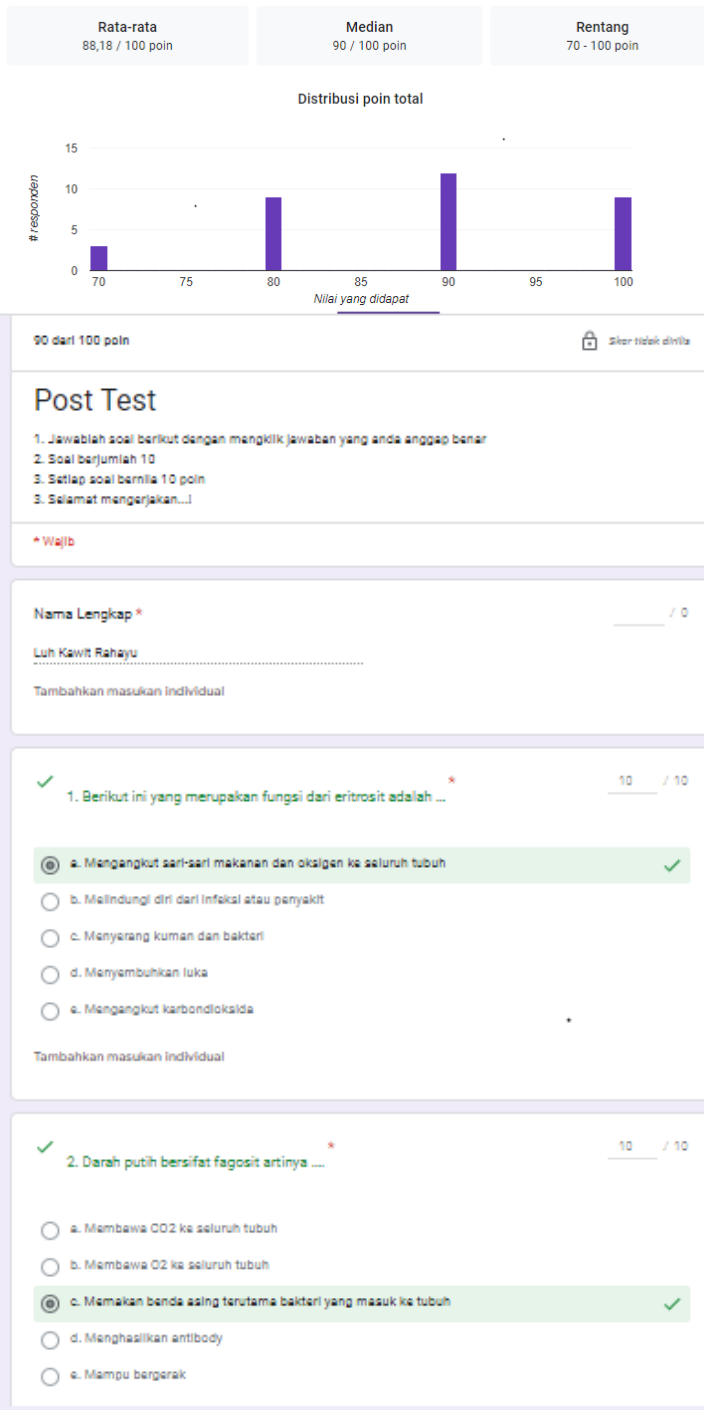 Rata-rata
88,18 / 100 poin
Median
90 / 100 poin
Rentang
70 - 100 poin
Distribusi poin total
# responden
15
10
5
0
70 75 80 85 90 95 100
Nilai yang didapat
90 dari 100 poin
Skor tidak dirilis
Post Test
1. Jawablah soal berikut dengan mengklik jawaban yang anda anggap benar
2. Soal berjumlah 10
3. Setiap soal bernila 10 poin
3. Selamat mengerjakan...!
* Wajib
Nama Lengkap *
/ 0
Luh Kawit Rahayu
Tambahkan masukan individual
1. Berikut ini yang merupakan fungsi dari eritrosit adalah ... *
10 / 10
a. Mengangkut sari-sari makanan dan oksigen ke seluruh tubuh
b. Melindungi diri dari infeksi atau penyakit
c. Menyerang kuman dan bakteri
d. Menyembuhkan luka
e. Mengangkut karbondioksida
Tambahkan masukan individual
2. Darah putih bersifat fagosit artinya .... *
10 / 10
a. Membawa CO2 ke seluruh tubuh
b. Membawa O2 ke seluruh tubuh
c. Memakan benda asing terutama bakteri yang masuk ke tubuh
d. Menghasilkan antibody
e. Mampu bergerak